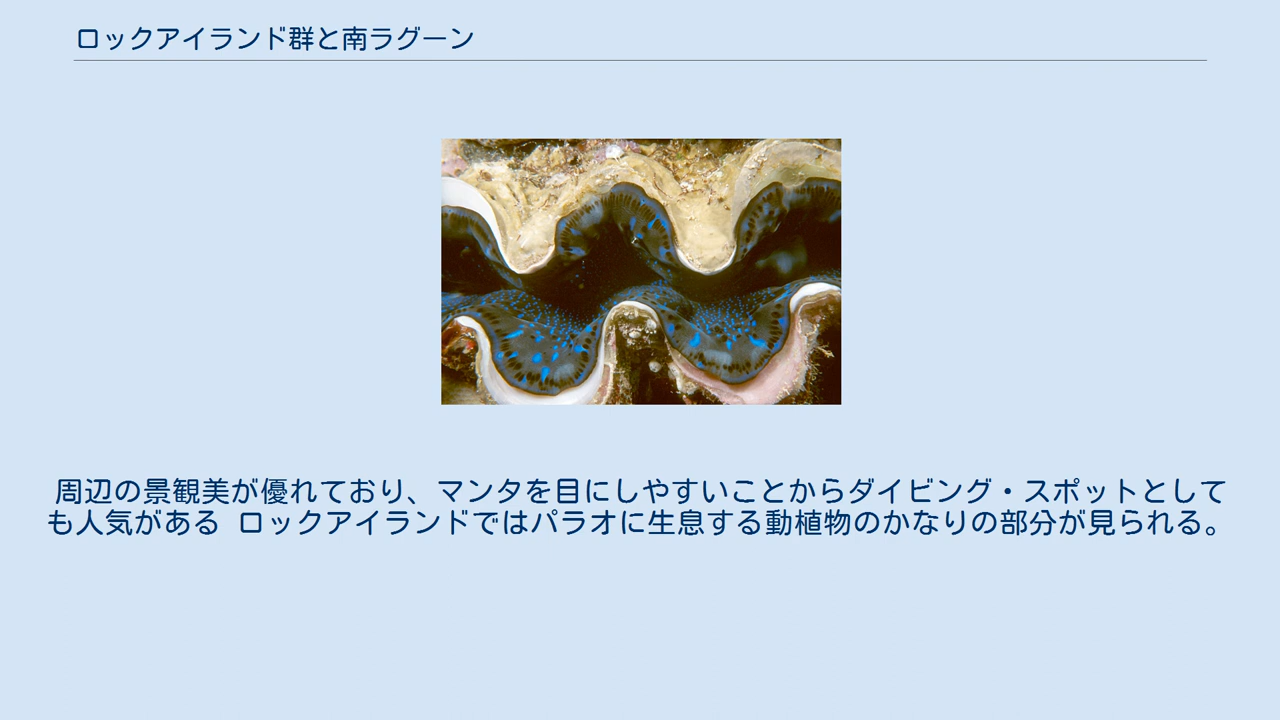 ロックアイランド群と南ラグーン
周辺の景観美が優れており、マンタを目にしやすいことからダイビング・スポットとして
も人気がある ロックアイランドではパラオに生息する動植物のかなりの部分が見られる。